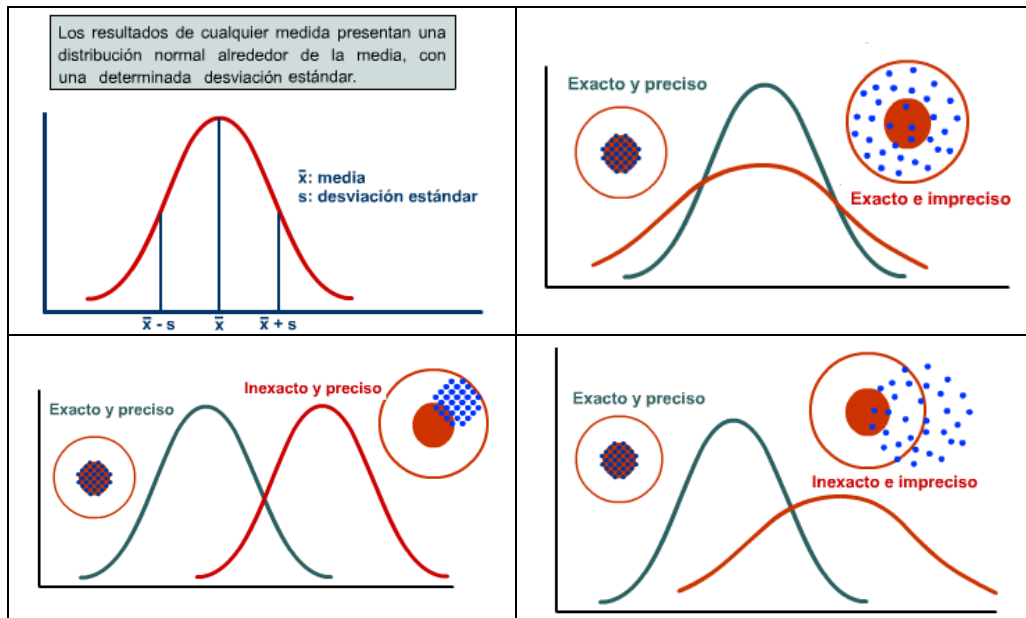 Los resultados de cualquier medida presentan una
distribución normal alrededor de la media, con
una determinada desviación estándar.
x̄: media
s: desviación estándar
x̄ - s
x̄
x̄ + s
Exacto y preciso
Exacto e impreciso
Inexacto y preciso
Exacto y preciso
Exacto y preciso
Inexacto e impreciso